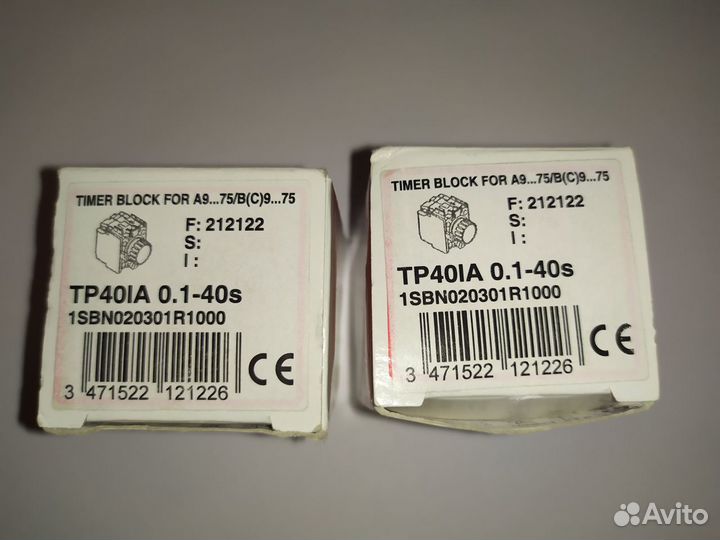 TIMER BLOCK FOR A9...75/B(C)9...75
F: 212122
S:
I :
TP40IA 0.1-40s
1SBN020301R1000
CE
3 471522 121226
TIMER BLOCK FOR A9...75/B(C)9...75
F: 212122
S:
I :
TP40IA 0.1-40s
1SBN020301R1000
CE
3 471522 121226
Avito